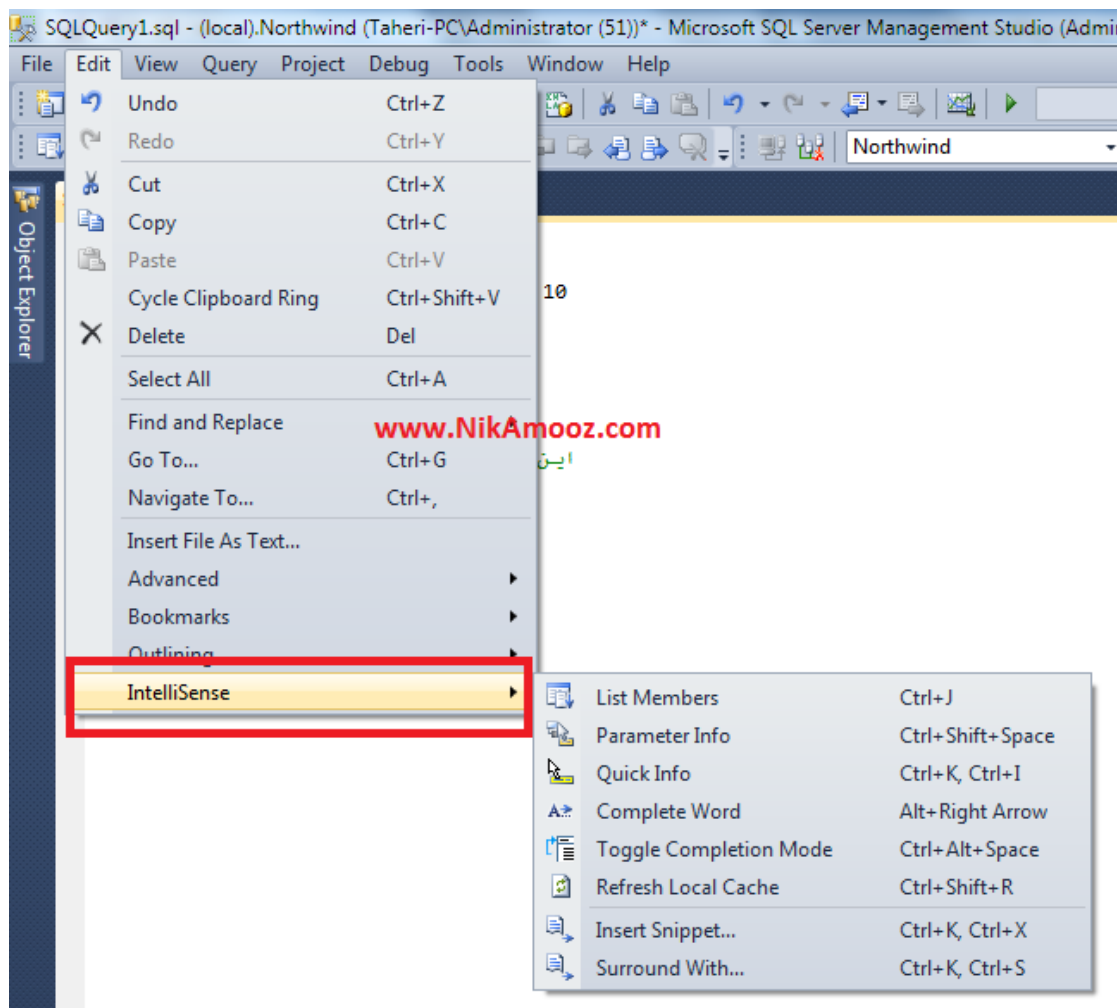 SQLQuery1.sql - (local).Northwind (Taheri-PC\Administrator (51))* - Microsoft SQL Server Management Studio (Admi
File Edit View Query Project Debug Tools Window Help
Undo Ctrl+Z
Redo Ctrl+Y
Northwind
Cut Ctrl+X
Copy Ctrl+C
Paste Ctrl+V
Cycle Clipboard Ring Ctrl+Shift+V
10
Delete Del
Select All Ctrl+A
Find and Replace
www.NikAmooz.com
Go To... Ctrl+G
این
Navigate To... Ctrl+,
Insert File As Text...
Advanced
Bookmarks
Outlining
IntelliSense
Object Explorer
List Members Ctrl+J
Parameter Info Ctrl+Shift+Space
Quick Info Ctrl+K, Ctrl+I
Complete Word Alt+Right Arrow
Toggle Completion Mode Ctrl+Alt+Space
Refresh Local Cache Ctrl+Shift+R
Insert Snippet... Ctrl+K, Ctrl+X
Surround With... Ctrl+K, Ctrl+S